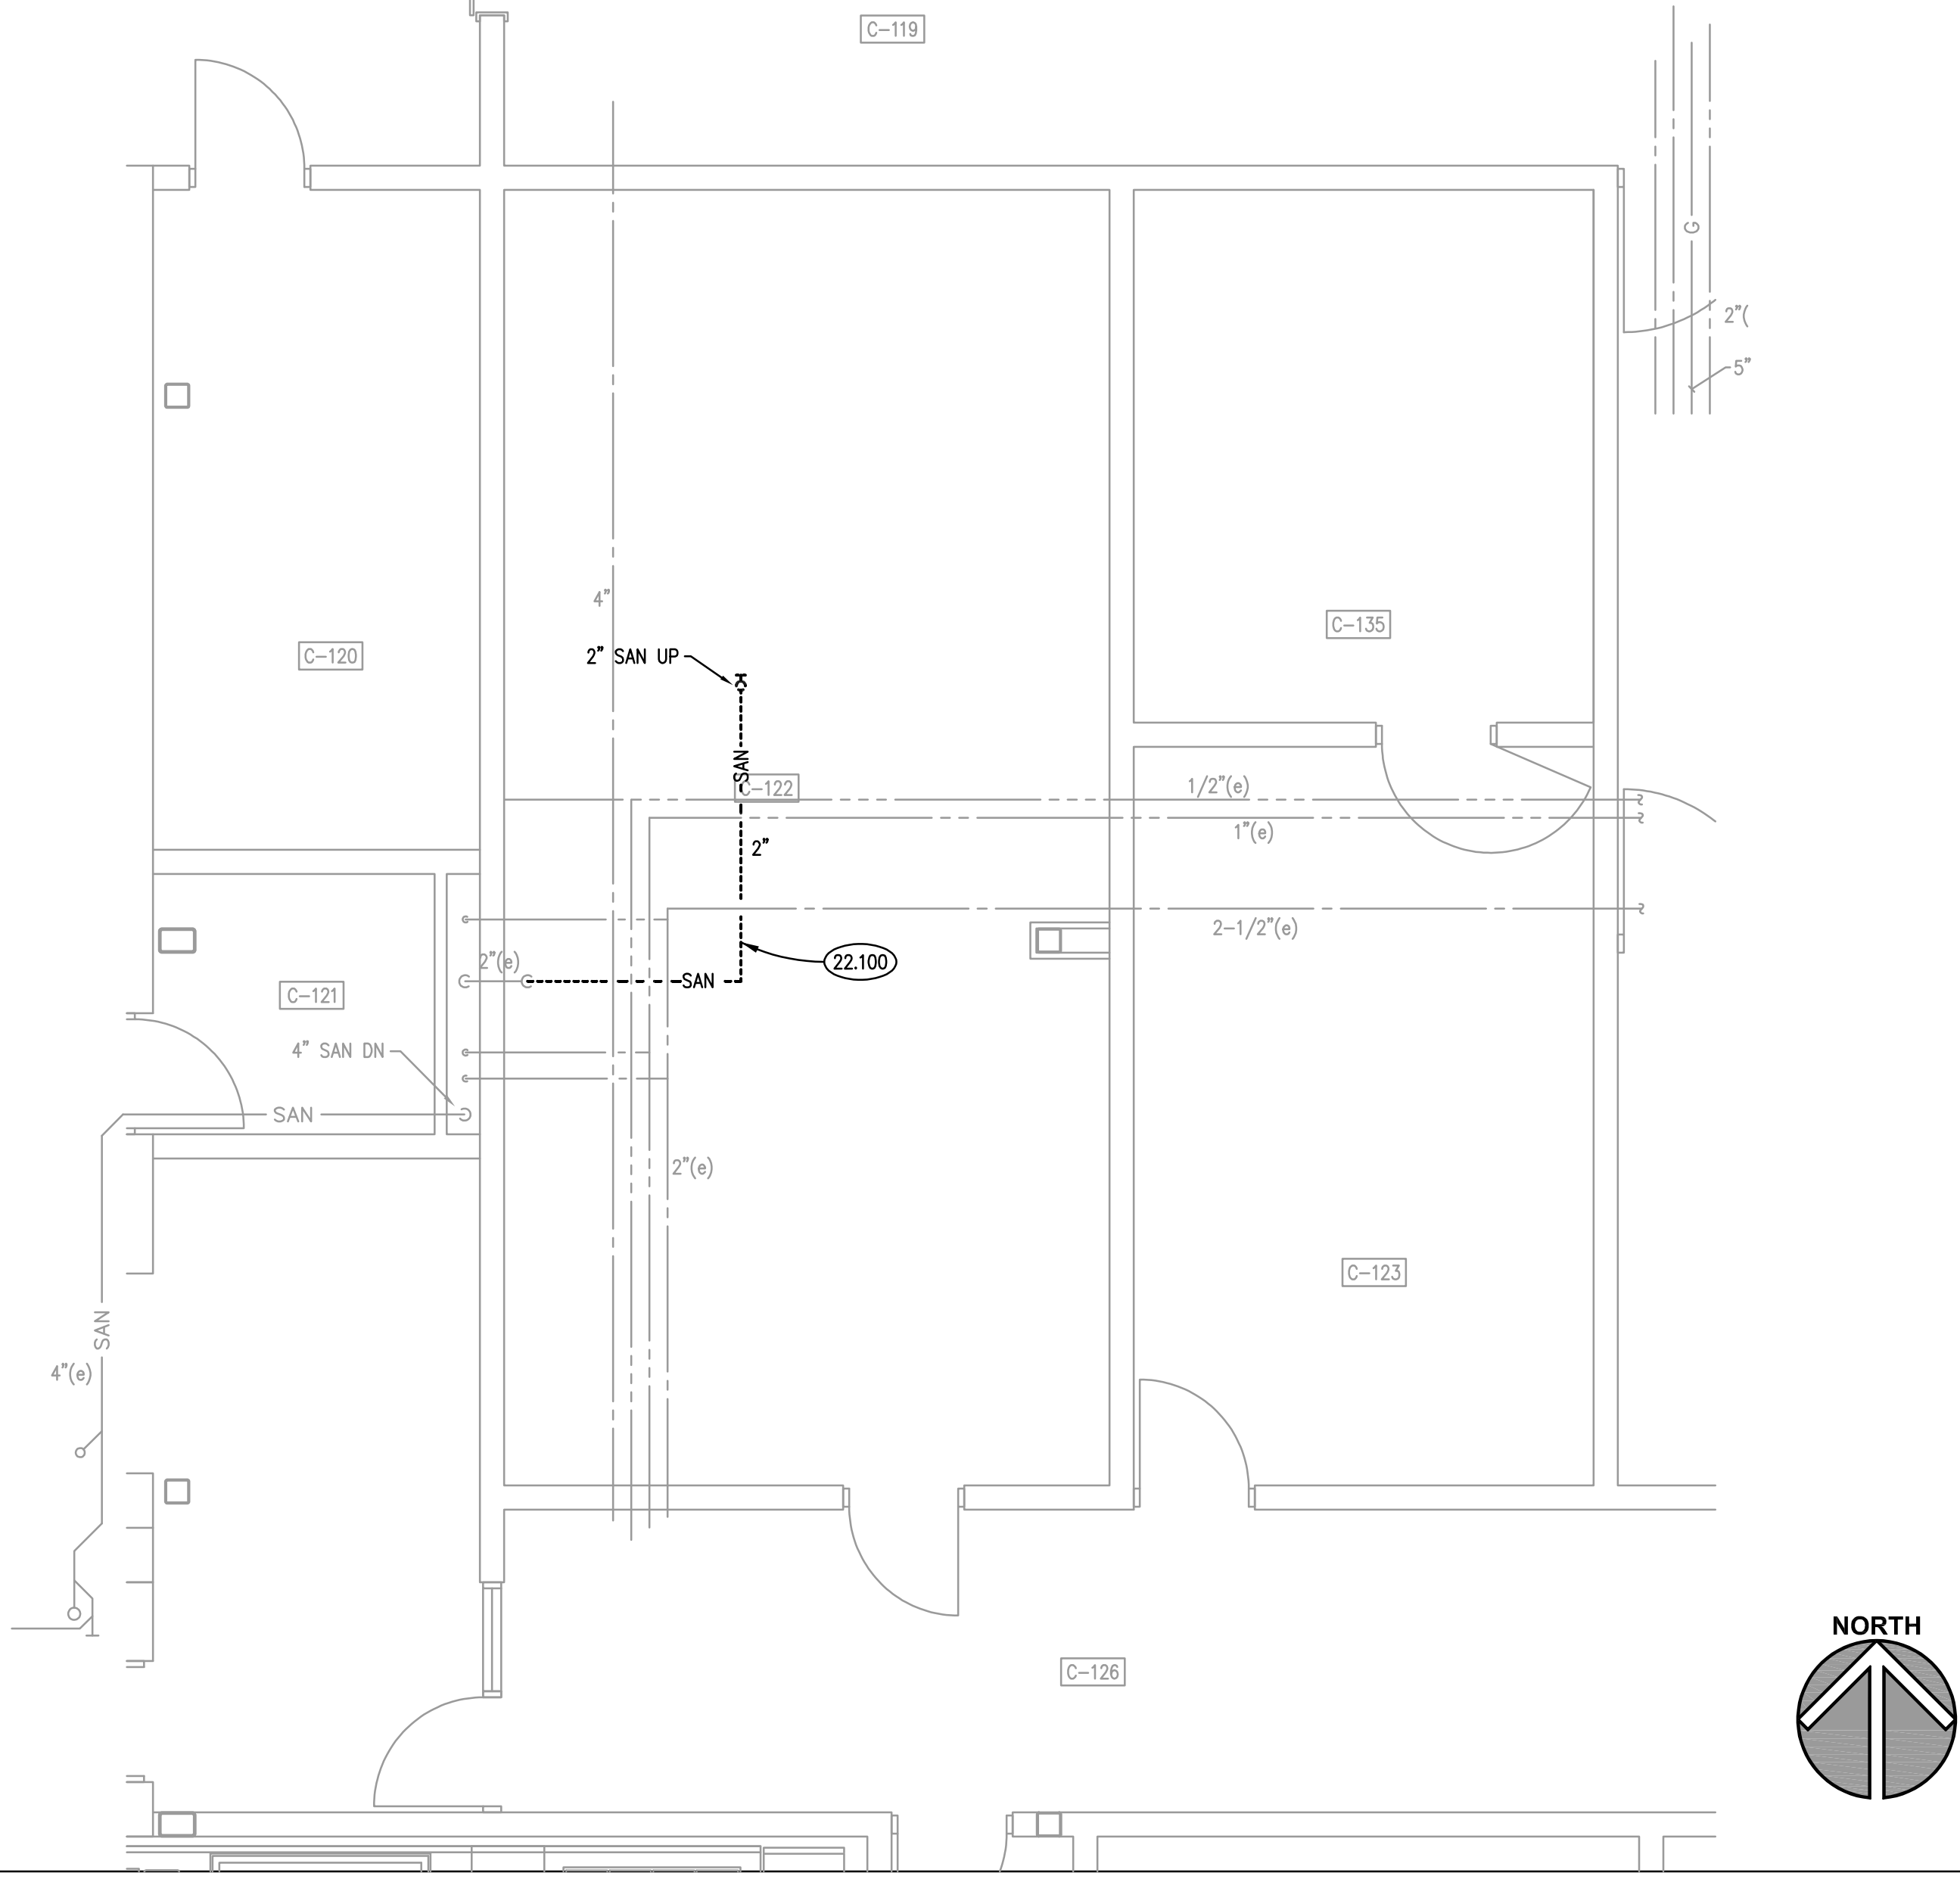 C-119
G
2"(
5"
4"
C-135
C-120
2" SAN UP
SAN
C-122
1/2"(e)
1"(e)
2"
2-1/2"(e)
2"(e)
22.100
SAN
C-121
4" SAN DN
SAN
2"(e)
C-123
SAN
4"(e)
NORTH
C-126